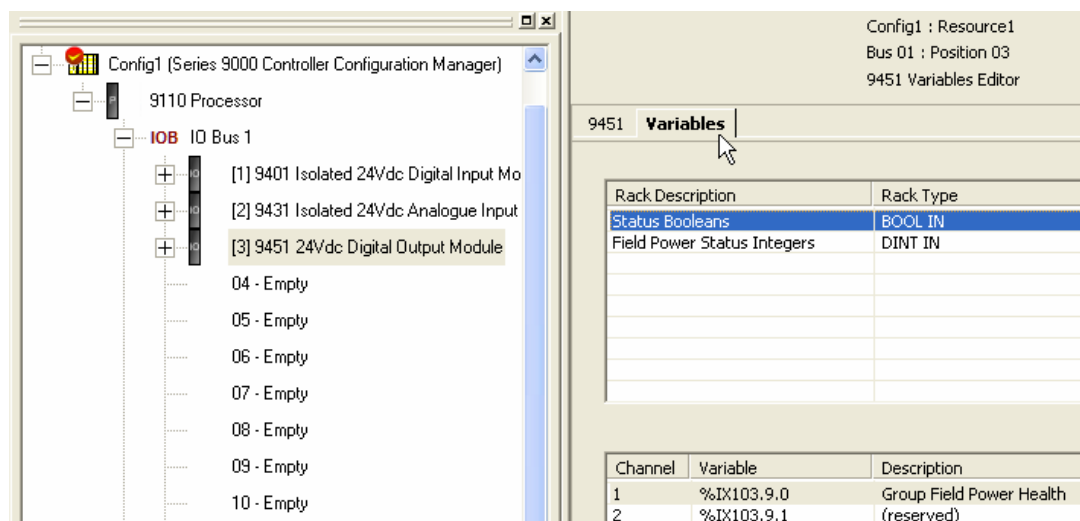 Config1 (Series 9000 Controller Configuration Manager)
9110 Processor
IOB IO Bus 1
[1] 9401 Isolated 24Vdc Digital Input Mo
[2] 9431 Isolated 24Vdc Analogue Input
[3] 9451 24Vdc Digital Output Module
04 - Empty
05 - Empty
06 - Empty
07 - Empty
08 - Empty
09 - Empty
10 - Empty
Config1 : Resource1
Bus 01 : Position 03
9451 Variables Editor
9451 Variables
Rack Description Rack Type
Status Booleans BOOL IN
Field Power Status Integers DINT IN
Channel Variable Description
1 %IX103.9.0 Group Field Power Health
2 %IX103.9.1 (reserved)